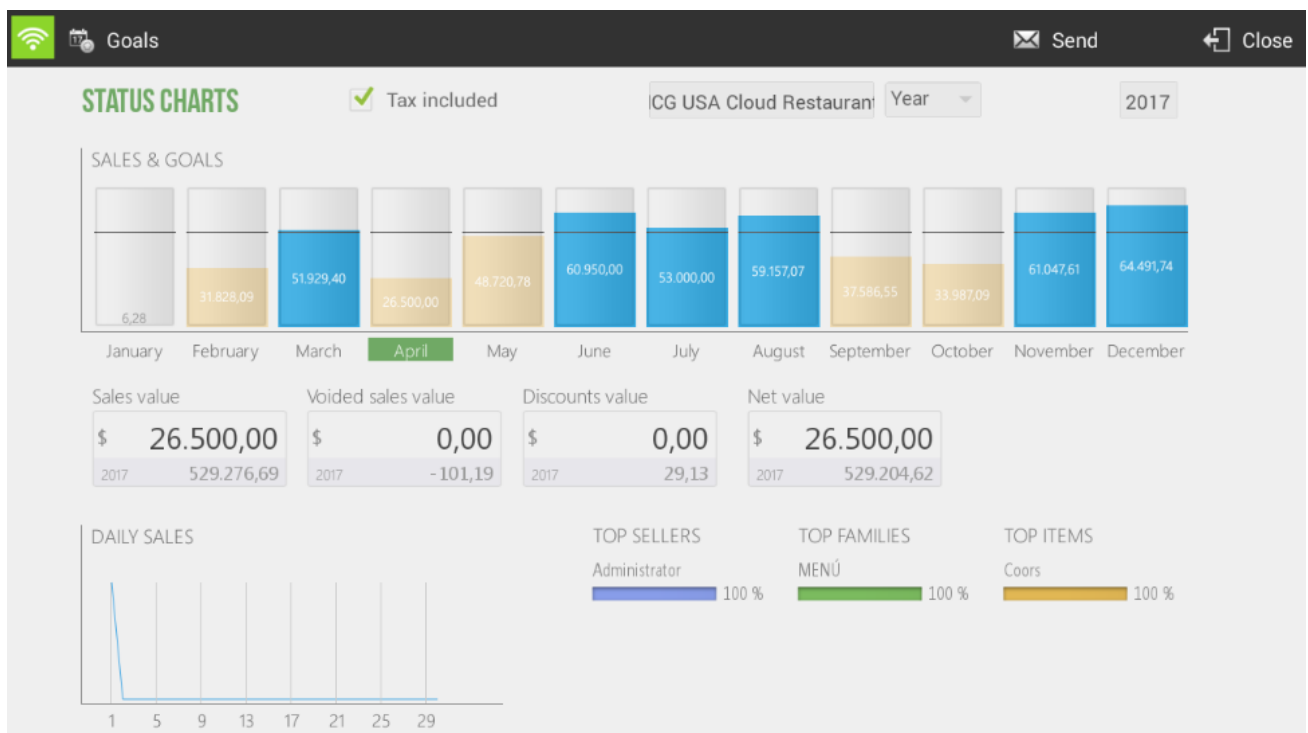 Goals Send Close
STATUS CHARTS Tax included ICG USA Cloud Restaurant Year 2017
SALES & GOALS
6,28 31.828,09 51.929,40 26.500,00 48.720,78 60.950,00 53.000,00 59.157,07 37.586,55 33.987,09 61.047,61 64.491,74
January February March April May June July August September October November December
Sales value Voided sales value Discounts value Net value
$ 26.500,00 $ 0,00 $ 0,00 $ 26.500,00
2017 529.276,69 2017 -101,19 2017 29,13 2017 529.204,62
DAILY SALES TOP SELLERS TOP FAMILIES TOP ITEMS
Administrator MENÚ Coors
100 % 100 % 100 %
1 5 9 13 17 21 25 29